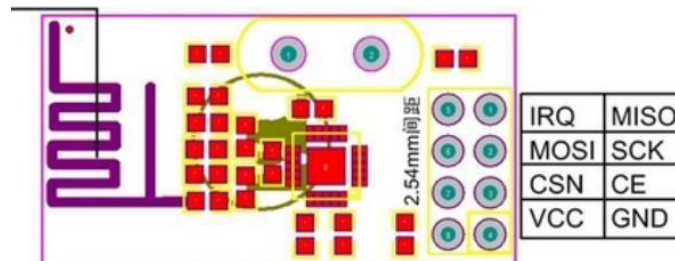 2.54mm间距
IRQ MISO
MOSI SCK
CSN CE
VCC GND